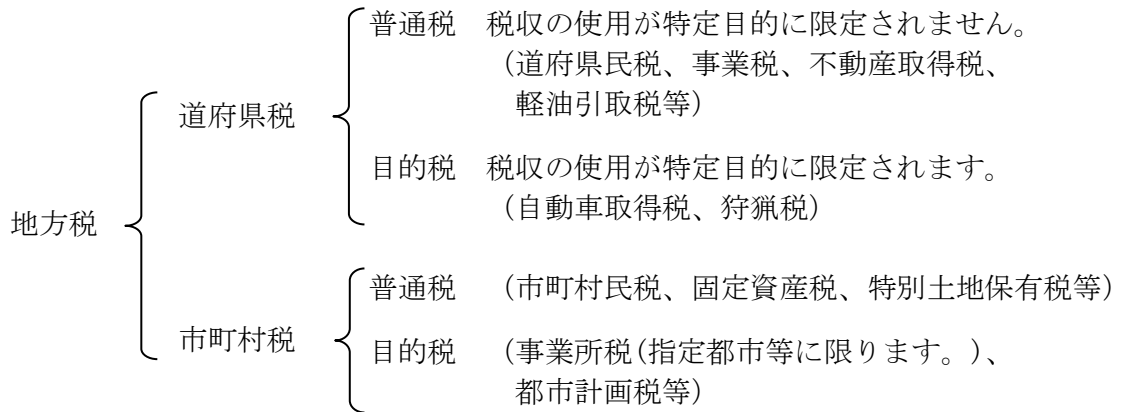 普通税 税収の使用が特定目的に限定されません。
(道府県民税、事業税、不動産取得税、
軽油引取税等)
道府県税
目的税 税収の使用が特定目的に限定されます。
(自動車取得税、狩猟税)
地方税
普通税 (市町村民税、固定資産税、特別土地保有税等)
市町村税
目的税 (事業所税(指定都市等に限ります。)、
都市計画税等)